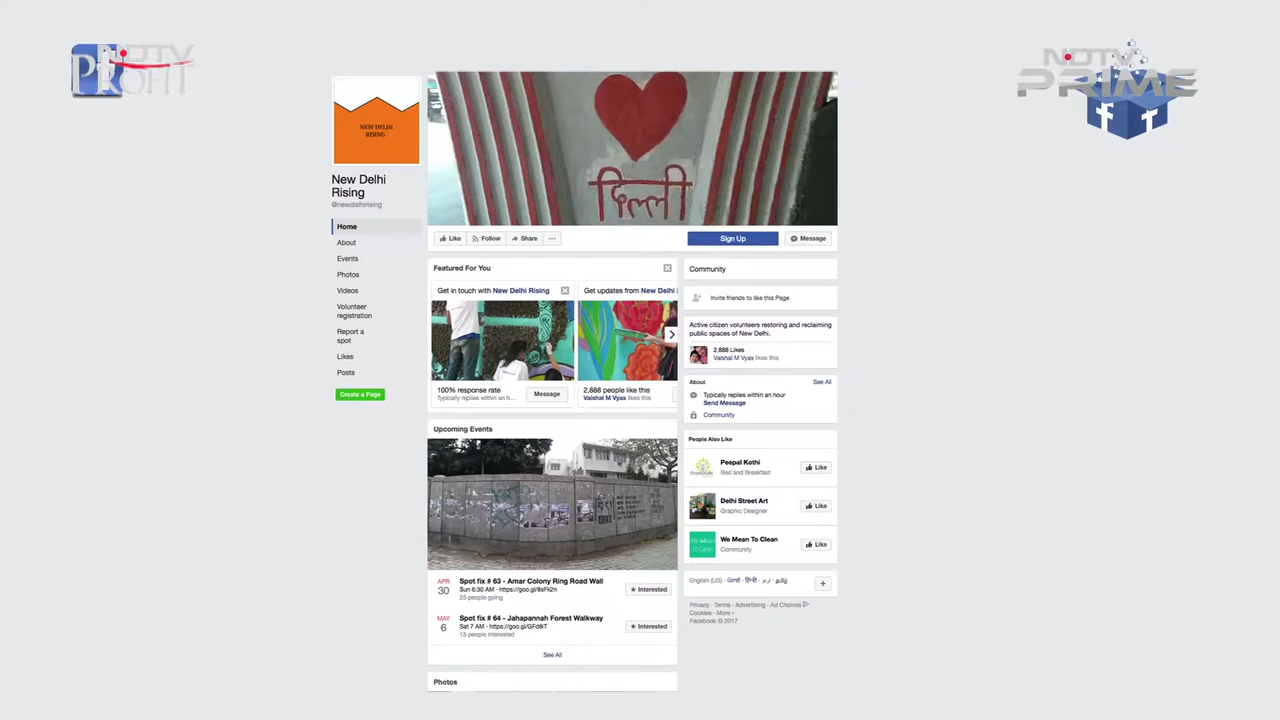 NDTV
PROFIT
NDTV
PRIME
f t
NEW DELHI
RISING
दिल्ली
New Delhi
Rising
@newdelhirising
Home
About
Events
Photos
Videos
Volunteer
registration
Report a
spot
Likes
Posts
Create a Page
Like Follow Share ...
Sign Up
Message
Featured For You
Get in touch with New Delhi Rising
100% response rate
Typically replies within an h...
Message
Get updates from New Delhi
2,888 people like this
Vaishal M Vyas likes this
Upcoming Events
APR
30
Spot fix # 63 - Amar Colony Ring Road Wall
Sun 6:30 AM · https://goo.gl/8sFk2n
25 people going
Interested
MAY
6
Spot fix # 64 - Jahapannah Forest Walkway
Sat 7 AM · https://goo.gl/GFd8iT
13 people interested
Interested
See All
Photos
Community
Invite friends to like this Page
Active citizen volunteers restoring and reclaiming
public spaces of New Delhi.
2,888 Likes
Vaishal M Vyas likes this
About
See All
Typically replies within an hour
Send Message
Community
People Also Like
Peepal Kothi
Bed and Breakfast
Like
Delhi Street Art
Graphic Designer
Like
We Mean To Clean
Community
Like
English (US) · ਪੰਜਾਬੀ · हिन्दी · اردو · தமிழ்
+
Privacy · Terms · Advertising · Ad Choices
Cookies · More
Facebook © 2017